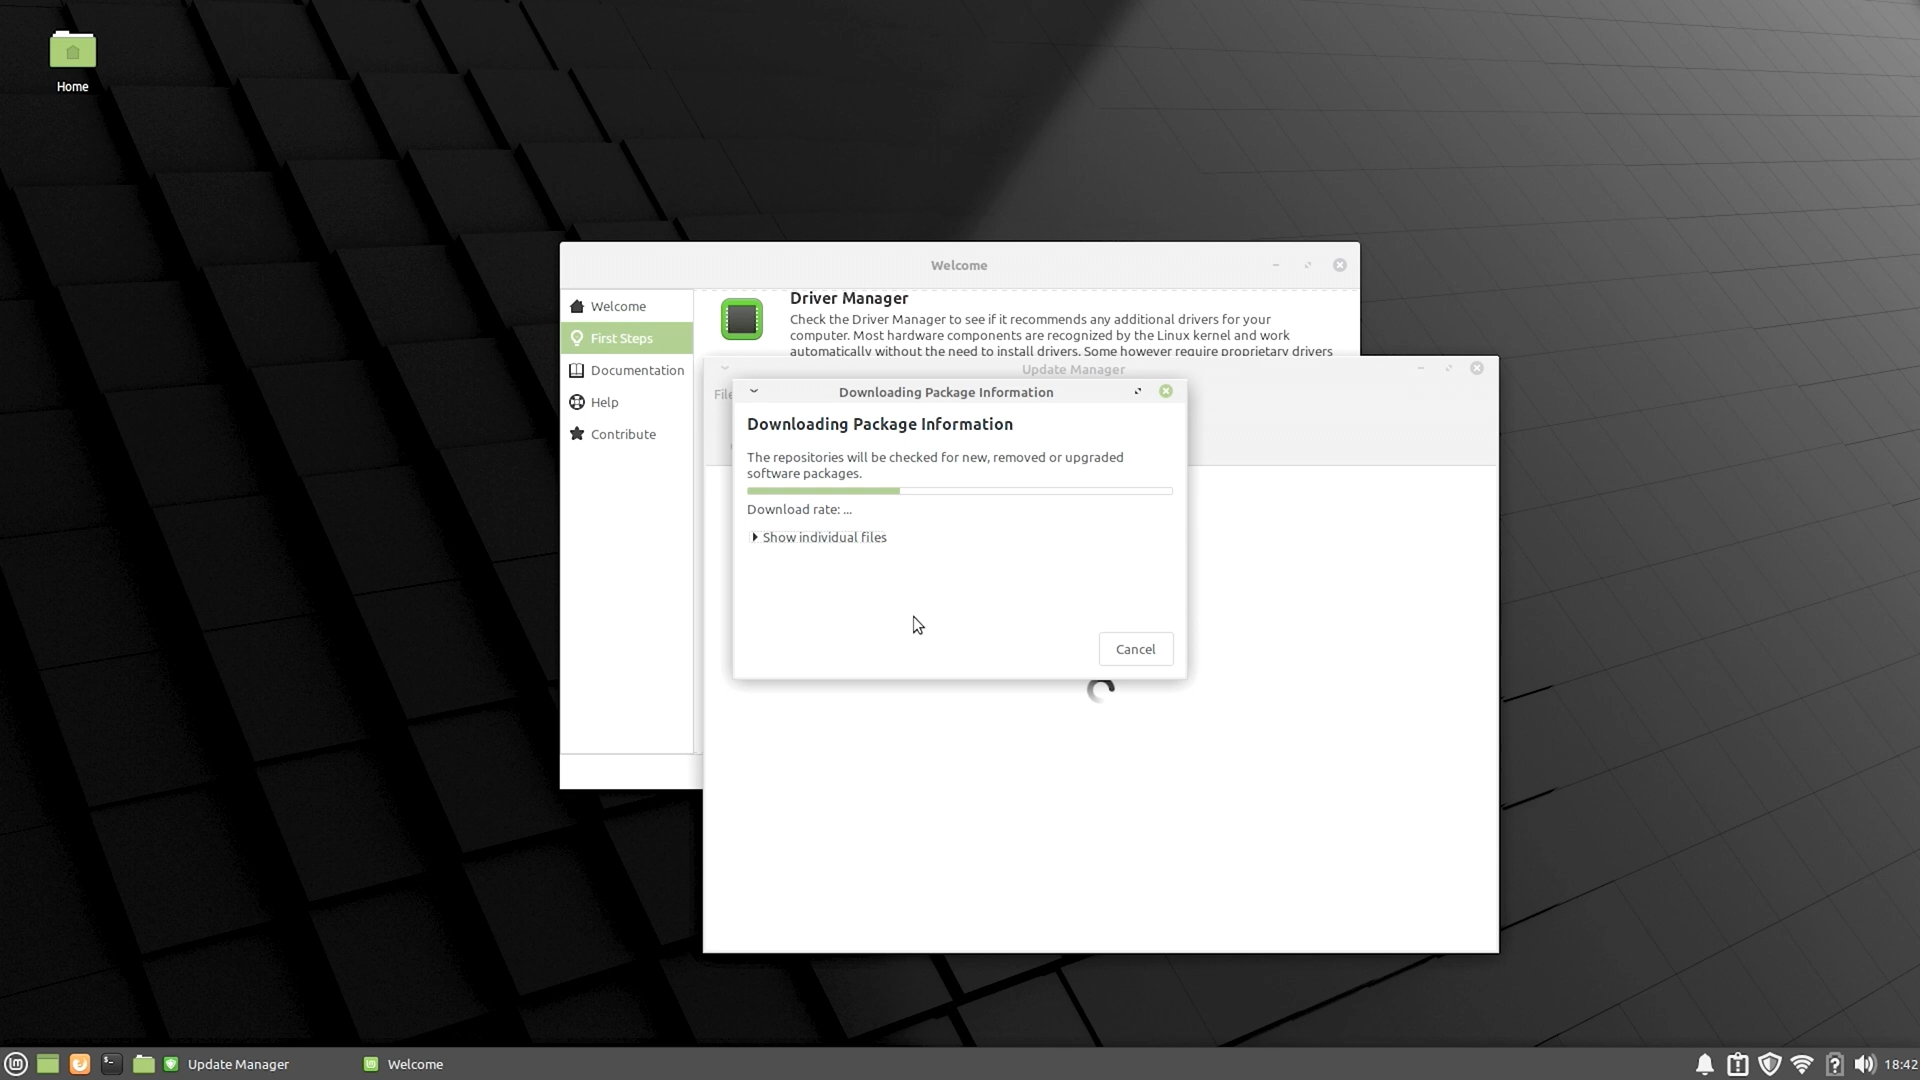 Home
Welcome
Welcome
First Steps
Documentation
Help
Contribute
Driver Manager
Check the Driver Manager to see if it recommends any additional drivers for your
computer. Most hardware components are recognized by the Linux kernel and work
automatically without the need to install drivers. Some however require proprietary drivers
Update Manager
File
Downloading Package Information
Downloading Package Information
The repositories will be checked for new, removed or upgraded
software packages.
Download rate: ...
Show individual files
Cancel
Update Manager
Welcome
18:42